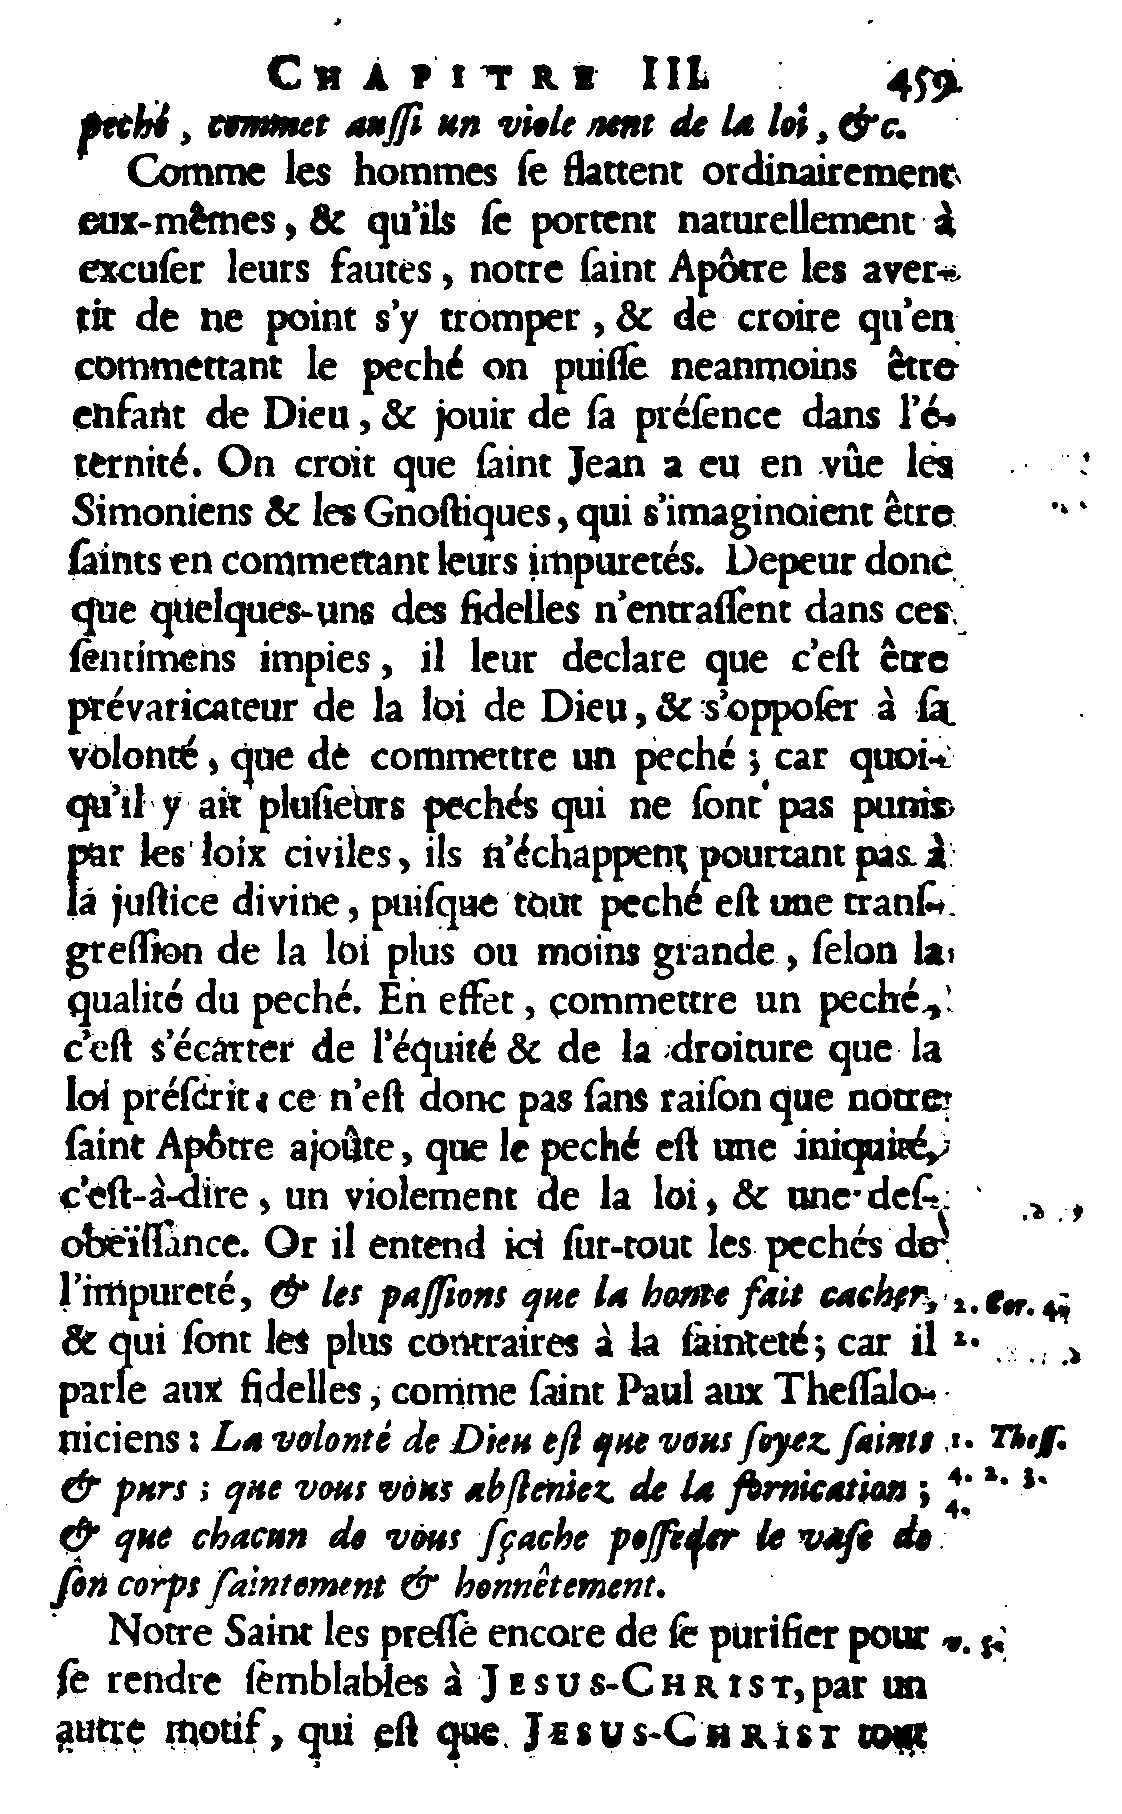 CHAPITRE III. 459
peché, commet aussi un violement de la loi, &c.
Comme les hommes ſe flattent ordinairement
eux-mêmes, & qu'ils ſe portent naturellement à
excuſer leurs fautes, notre ſaint Apôtre les aver-
tit de ne point s'y tromper, & de croire qu'en
commettant le peché on puiſſe neanmoins être
enfant de Dieu, & jouir de ſa préſence dans l'é-
ternité. On croit que ſaint Jean a eu en vûe les
Simoniens & les Gnoſtiques, qui s'imaginoient être
ſaints en commettant leurs impuretés. Depeur donc
que quelques-uns des fidelles n'entraſſent dans ces
ſentimens impies, il leur declare que c'eſt être
prévaricateur de la loi de Dieu, & s'oppoſer à ſa
volonté, que de commettre un peché ; car quoi-
qu'il y ait pluſieurs pechés qui ne ſont pas punis
par les loix civiles, ils n'échappent pourtant pas à
la juſtice divine, puiſque tout peché eſt une tranſ-
greſſion de la loi plus ou moins grande, ſelon la
qualité du peché. En effet, commettre un peché,
c'eſt s'écarter de l'équité & de la droiture que la
loi préſcrit : ce n'eſt donc pas ſans raiſon que notre
ſaint Apôtre ajoûte, que le peché eſt une iniquité,
c'eſt-à-dire, un violement de la loi, & une deſ-
obeïſſance. Or il entend ici ſur-tout les pechés de
l'impureté, & les paſſions que la honte fait cacher, 2. Cor. 4.
& qui ſont les plus contraires à la ſainteté ; car il 2.
parle aux fidelles, comme ſaint Paul aux Theſſalo-
niciens : La volonté de Dieu eſt que vous ſoyez ſaints 1. Theſſ.
& purs ; que vous vous abſteniez de la fornication ; 4. 2. 3.
& que chacun de vous ſçache poſſeder le vaſe de 4.
ſon corps ſaintement & honnêtement.
Notre Saint les preſſe encore de ſe purifier pour v. 5.
ſe rendre ſemblables à JESUS-CHRIST, par un
autre motif, qui eſt que JESUS-CHRIST tout